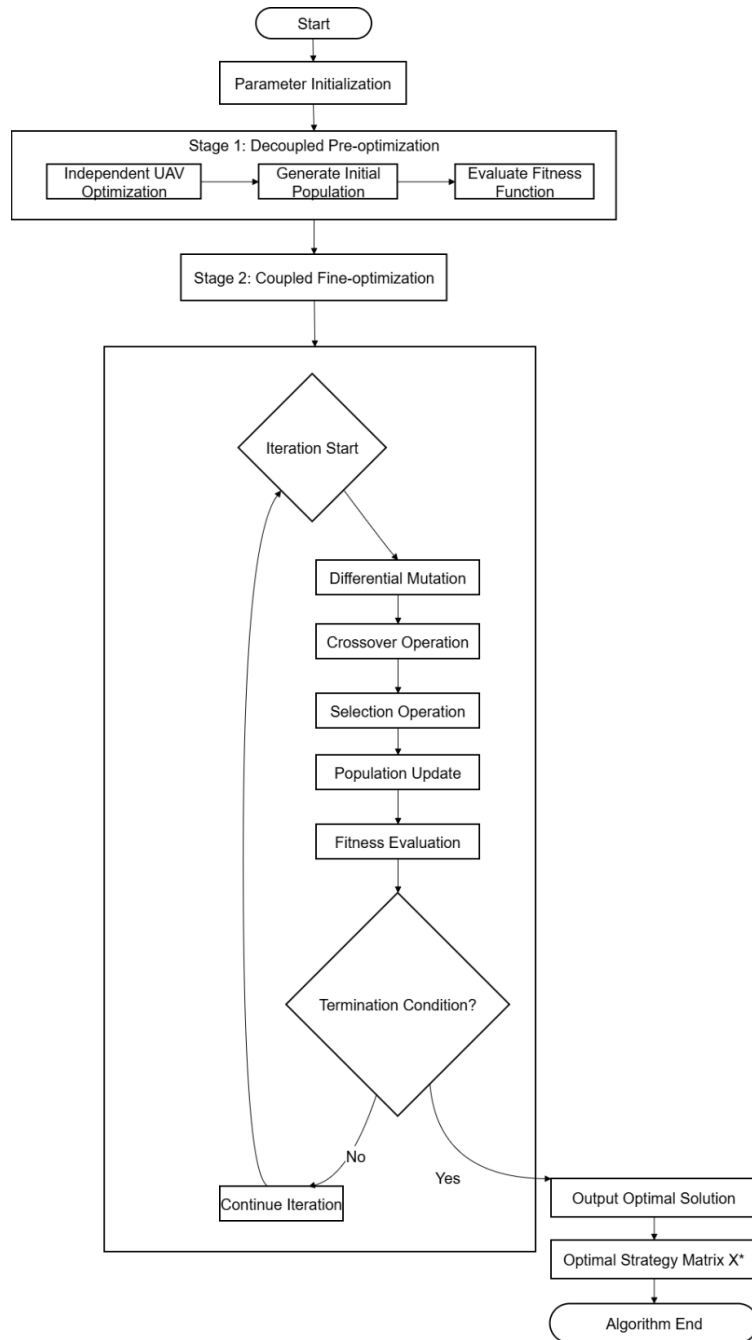 Start
Parameter Initialization
Stage 1: Decoupled Pre-optimization
Independent UAV
Optimization
Generate Initial
Population
Evaluate Fitness
Function
Stage 2: Coupled Fine-optimization
Iteration Start
Differential Mutation
Crossover Operation
Selection Operation
Population Update
Fitness Evaluation
Termination Condition?
No
Yes
Continue Iteration
Output Optimal Solution
Optimal Strategy Matrix X*
Algorithm End